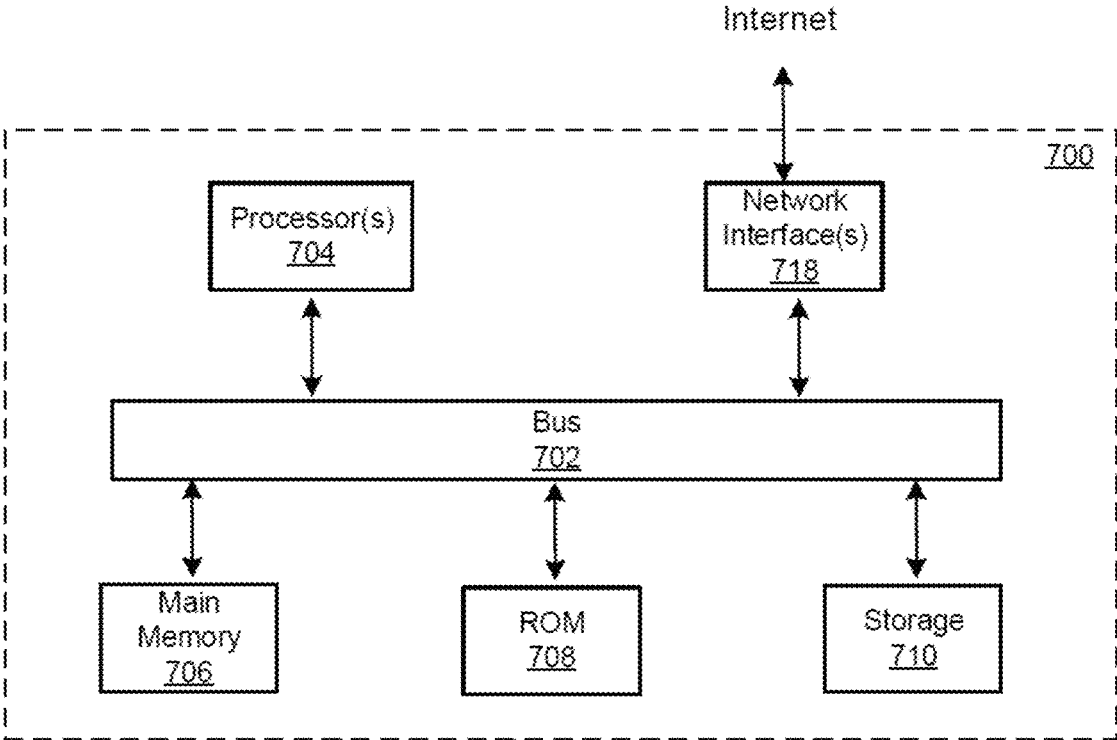 Internet
700
Processor(s)
704
Network
Interface(s)
718
Bus
702
Main
Memory
706
ROM
708
Storage
710